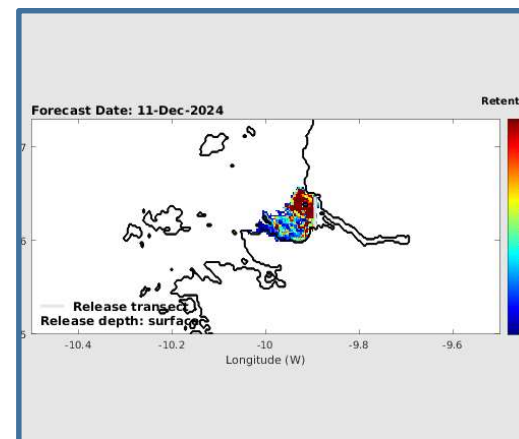 Retent
Forecast Date: 11-Dec-2024
7
6
5
Release transect
Release depth: surface
-10.4 -10.2 -10 -9.8 -9.6
Longitude (W)